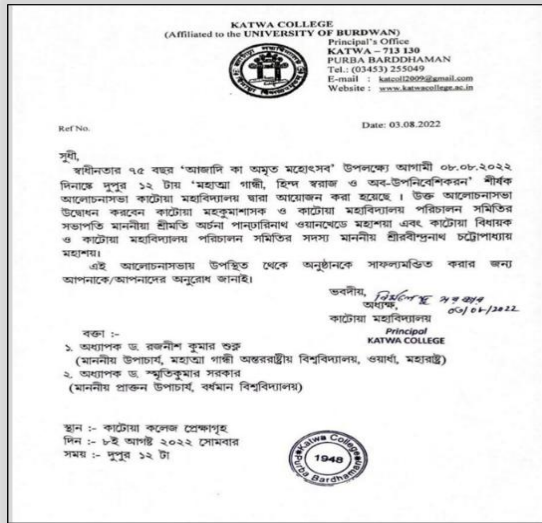 KATWA COLLEGE
(Affiliated to the UNIVERSITY OF BURDWAN)
Principal's Office
KATWA – 713 130
PURBA BARDDHAMAN
Tel.: (03453) 255049
E-mail : katcoll2009@gmail.com
Website : www.katwacollege.ac.in
Ref No.
Date: 03.08.2022
সুধী,
স্বাধীনতার ৭৫ বছর ‘আজাদি কা অমৃত মহোৎসব’ উপলক্ষ্যে আগামী ০৮.০৮.২০২২
দিনাঙ্কে দুপুর ১২ টায় ‘মহাত্মা গান্ধী, হিন্দ স্বরাজ ও অব-উপনিবেশিকরন’ শীর্ষক
আলোচনাসভা কাটোয়া মহাবিদ্যালয় দ্বারা আয়োজন করা হয়েছে । উক্ত আলোচনাসভা
উদ্বোধন করবেন কাটোয়া মহকুমাশাসক ও কাটোয়া মহাবিদ্যালয় পরিচালন সমিতির
সভাপতি মাননীয়া শ্রীমতি অর্চনা পান্ঢারিনাথ ওয়ানখেড়ে মহাশয়া এবং কাটোয়া বিধায়ক
ও কাটোয়া মহাবিদ্যালয় পরিচালন সমিতির সদস্য মাননীয় শ্রীরবীন্দ্রনাথ চট্টোপাধ্যায়
মহাশয়।
এই আলোচনাসভায় উপস্থিত থেকে অনুষ্ঠানকে সাফল্যমন্ডিত করার জন্য
আপনাকে/আপনাদের অনুরোধ জানাই।
ভবদীয়,
নির্মলেন্দু সরকার
অধ্যক্ষ,
০৩/০৮/২০২২
কাটোয়া মহাবিদ্যালয়
Principal
KATWA COLLEGE
বক্তা :-
১. অধ্যাপক ড. রজনীশ কুমার শুক্ল
(মাননীয় উপাচার্য, মহাত্মা গান্ধী অন্তররাষ্ট্রীয় বিশ্ববিদ্যালয়, ওয়ার্ধা, মহারাষ্ট্র)
২. অধ্যাপক ড. স্মৃতিকুমার সরকার
(মাননীয় প্রাক্তন উপাচার্য, বর্ধমান বিশ্ববিদ্যালয়)
স্থান :- কাটোয়া কলেজ প্রেক্ষাগৃহ
দিন :- ৮ই আগষ্ট ২০২২ সোমবার
সময় :- দুপুর ১২ টা
Katwa College
1948
Purba Bardhaman